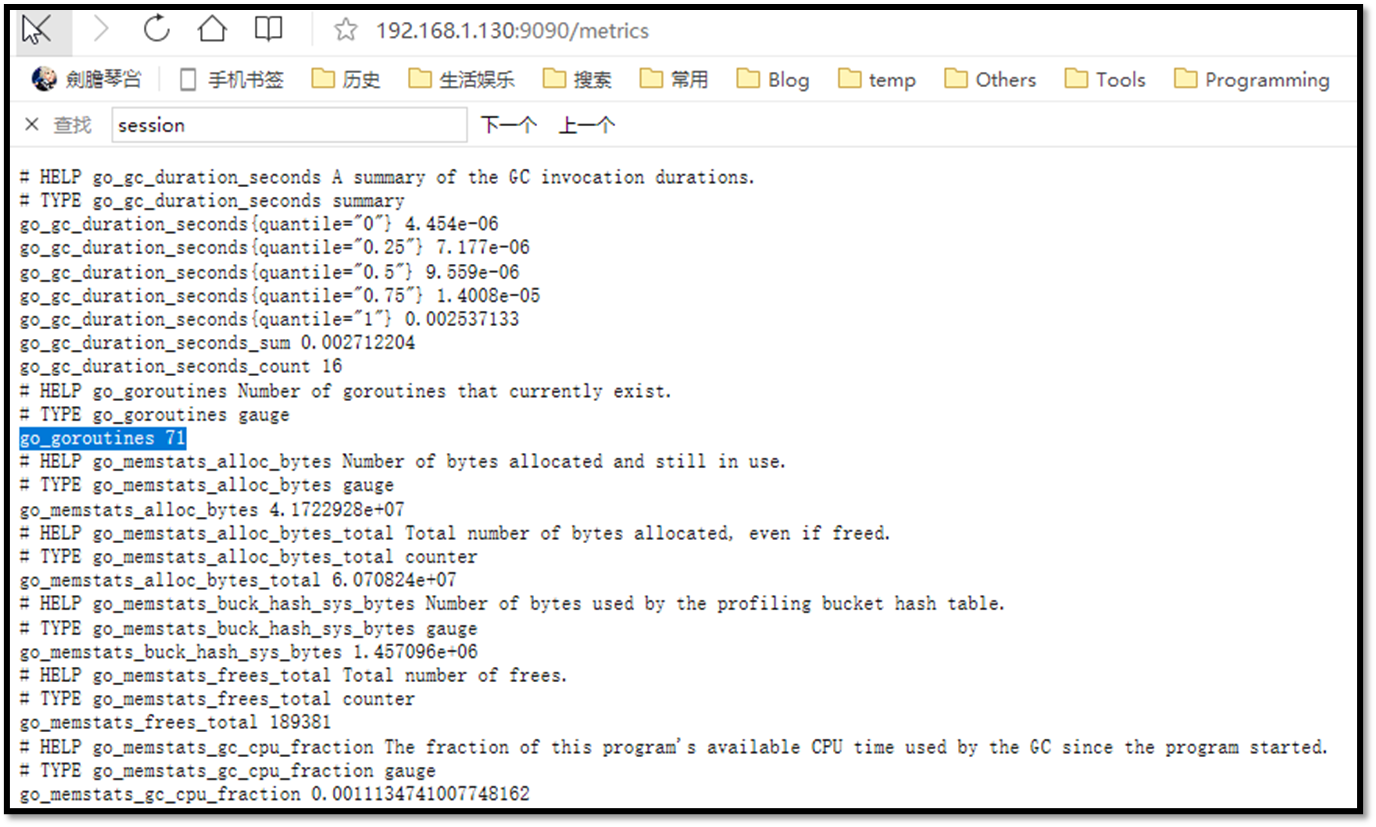 192.168.1.130:9090/metrics
劍膽琴宫 手机书签 历史 生活娱乐 搜索 常用 Blog temp Others Tools Programming
查找 session 下一个 上一个
# HELP go_gc_duration_seconds A summary of the GC invocation durations.
# TYPE go_gc_duration_seconds summary
go_gc_duration_seconds{quantile="0"} 4.454e-06
go_gc_duration_seconds{quantile="0.25"} 7.177e-06
go_gc_duration_seconds{quantile="0.5"} 9.559e-06
go_gc_duration_seconds{quantile="0.75"} 1.4008e-05
go_gc_duration_seconds{quantile="1"} 0.002537133
go_gc_duration_seconds_sum 0.002712204
go_gc_duration_seconds_count 16
# HELP go_goroutines Number of goroutines that currently exist.
# TYPE go_goroutines gauge
go_goroutines 71
# HELP go_memstats_alloc_bytes Number of bytes allocated and still in use.
# TYPE go_memstats_alloc_bytes gauge
go_memstats_alloc_bytes 4.1722928e+07
# HELP go_memstats_alloc_bytes_total Total number of bytes allocated, even if freed.
# TYPE go_memstats_alloc_bytes_total counter
go_memstats_alloc_bytes_total 6.070824e+07
# HELP go_memstats_buck_hash_sys_bytes Number of bytes used by the profiling bucket hash table.
# TYPE go_memstats_buck_hash_sys_bytes gauge
go_memstats_buck_hash_sys_bytes 1.457096e+06
# HELP go_memstats_frees_total Total number of frees.
# TYPE go_memstats_frees_total counter
go_memstats_frees_total 189381
# HELP go_memstats_gc_cpu_fraction The fraction of this program's available CPU time used by the GC since the program started.
# TYPE go_memstats_gc_cpu_fraction gauge
go_memstats_gc_cpu_fraction 0.0011134741007748162